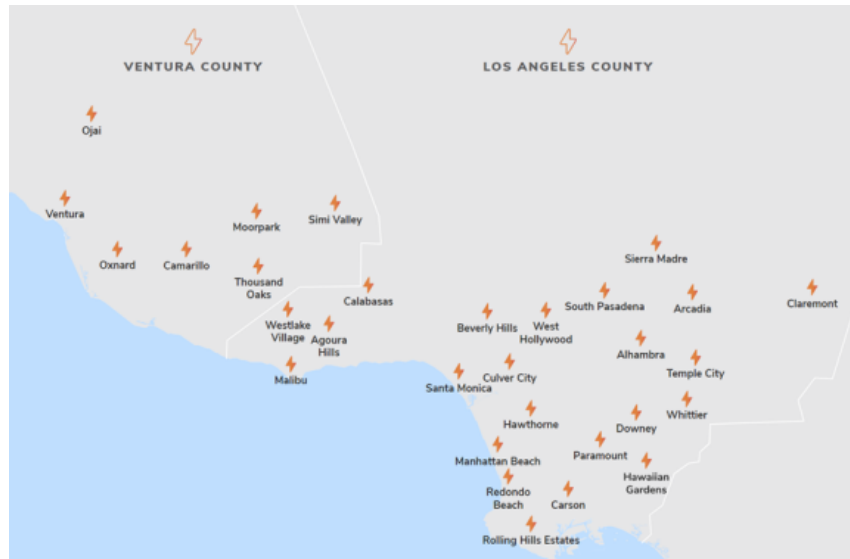 VENTURA COUNTY
LOS ANGELES COUNTY
Ojai
Ventura
Moorpark
Simi Valley
Oxnard
Camarillo
Thousand
Oaks
Calabasas
Westlake
Village
Agoura
Hills
Malibu
Sierra Madre
South Pasadena
Arcadia
Claremont
Beverly Hills
West
Hollywood
Alhambra
Temple City
Culver City
Santa Monica
Hawthorne
Downey
Whittier
Manhattan Beach
Paramount
Hawaiian
Gardens
Redondo
Beach
Carson
Rolling Hills Estates